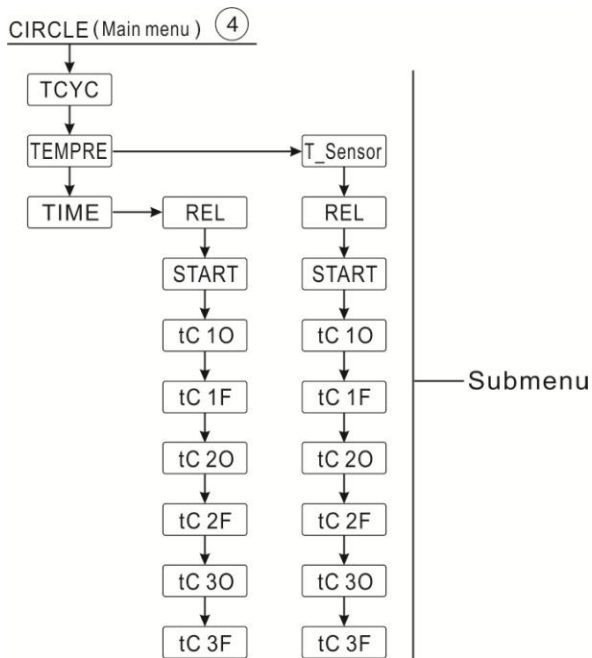 CIRCLE (Main menu) 4
TCYC
TEMPRE T_Sensor
TIME REL REL
START START
tC 1O tC 1O
tC 1F tC 1F
Submenu
tC 2O tC 2O
tC 2F tC 2F
tC 3O tC 3O
tC 3F tC 3F